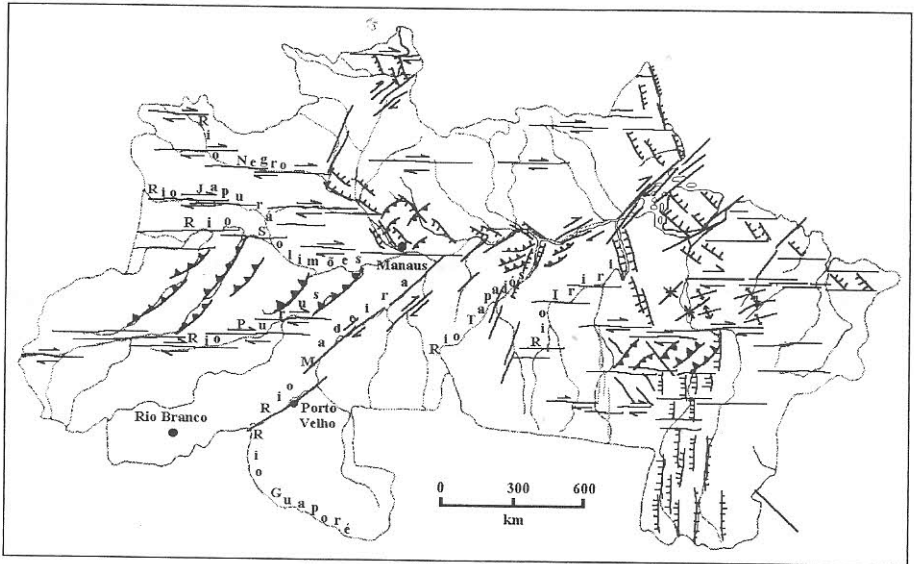 Rio Negro
Rio Japurá
Rio Solimões
Manaus
Rio Purus
Rio Madeira
Rio Tapajós
Rio Iriri
Rio Branco
Porto
Velho
Rio Guaporé
0 300 600
km